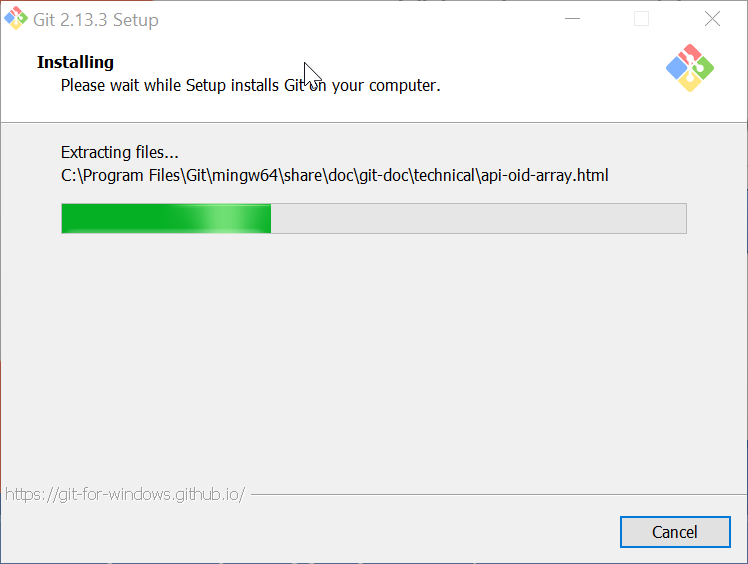 Git 2.13.3 Setup
Installing
Please wait while Setup installs Git on your computer.
Extracting files...
C:\Program Files\Git\mingw64\share\doc\git-doc\technical\api-oid-array.html
https://git-for-windows.github.io/
Cancel